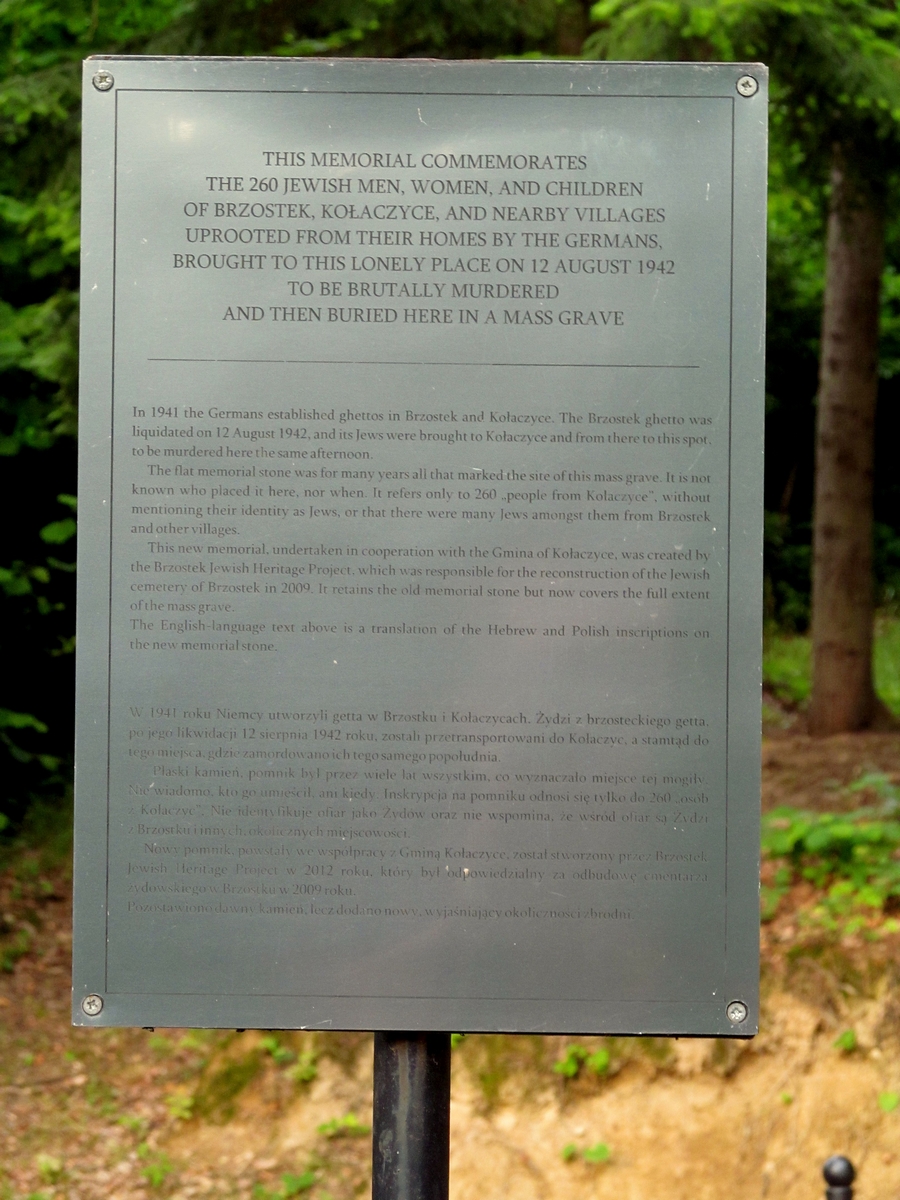 THIS MEMORIAL COMMEMORATES
THE 260 JEWISH MEN, WOMEN, AND CHILDREN
OF BRZOSTEK, KOŁACZYCE, AND NEARBY VILLAGES
UPROOTED FROM THEIR HOMES BY THE GERMANS,
BROUGHT TO THIS LONELY PLACE ON 12 AUGUST 1942
TO BE BRUTALLY MURDERED
AND THEN BURIED HERE IN A MASS GRAVE
In 1941 the Germans established ghettos in Brzostek and Kołaczyce. The Brzostek ghetto was
liquidated on 12 August 1942, and its Jews were brought to Kołaczyce and from there to this spot,
to be murdered here the same afternoon.
The flat memorial stone was for many years all that marked the site of this mass grave. It is not
known who placed it here, nor when. It refers only to 260 „people from Kołaczyce”, without
mentioning their identity as Jews, or that there were many Jews amongst them from Brzostek
and other villages.
This new memorial, undertaken in cooperation with the Gmina of Kołaczyce, was created by
the Brzostek Jewish Heritage Project, which was responsible for the reconstruction of the Jewish
cemetery of Brzostek in 2009. It retains the old memorial stone but now covers the full extent
of the mass grave.
The English-language text above is a translation of the Hebrew and Polish inscriptions on
the new memorial stone.
W 1941 roku Niemcy utworzyli getta w Brzostku i Kołaczycach. Żydzi z brzosteckiego getta,
po jego likwidacji 12 sierpnia 1942 roku, zostali przetransportowani do Kołaczyc, a stamtąd do
tego miejsca, gdzie zamordowano ich tego samego popołudnia.
Płaski kamień, pomnik był przez wiele lat wszystkim, co wyznaczało miejsce tej mogiły.
Nie wiadomo, kto go umieścił, ani kiedy. Inskrypcja na pomniku odnosi się tylko do 260 „osób
z Kołaczyc”. Nie identyfikuje ofiar jako Żydów oraz nie wspomina, że wśród ofiar są Żydzi
z Brzostku i innych, okolicznych miejscowości.
Nowy pomnik, powstały we współpracy z Gminą Kołaczyce, został stworzony przez Brzostek
Jewish Heritage Project w 2012 roku, który był odpowiedzialny za odbudowę cmentarza
żydowskiego w Brzostku w 2009 roku.
Pozostawiono dawny kamień, lecz dodano nowy, wyjaśniający okoliczności zbrodni.